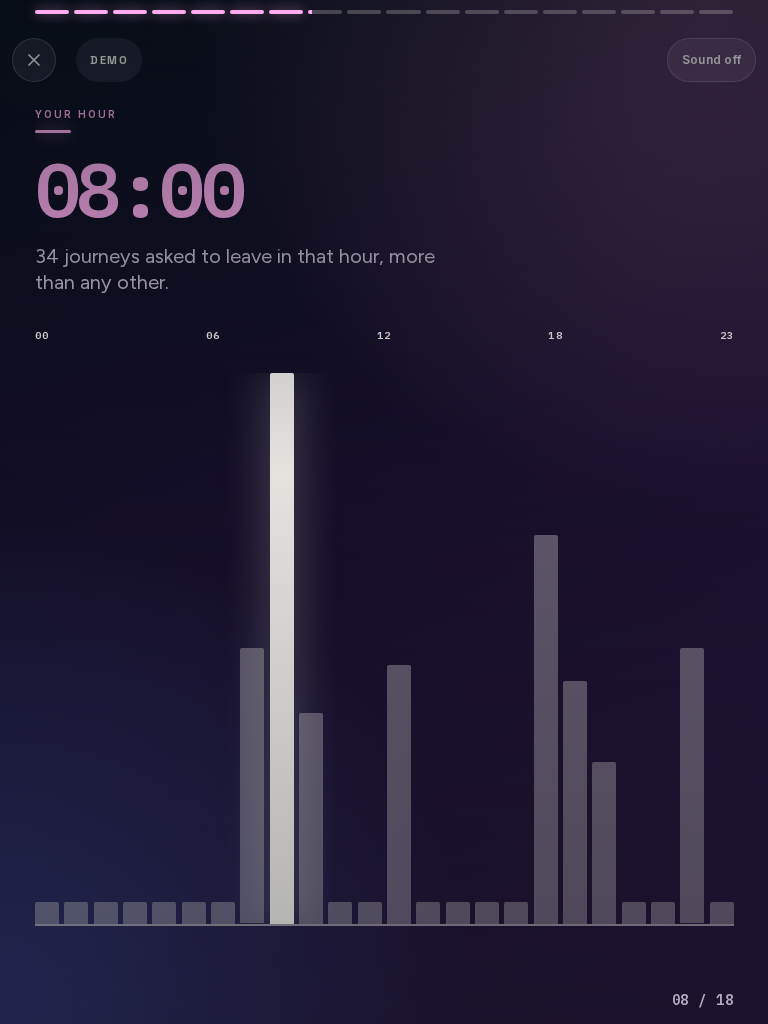 DEMO
Sound off
YOUR HOUR
08:00
34 journeys asked to leave in that hour, more
than any other.
00 06 12 18 23
08 / 18